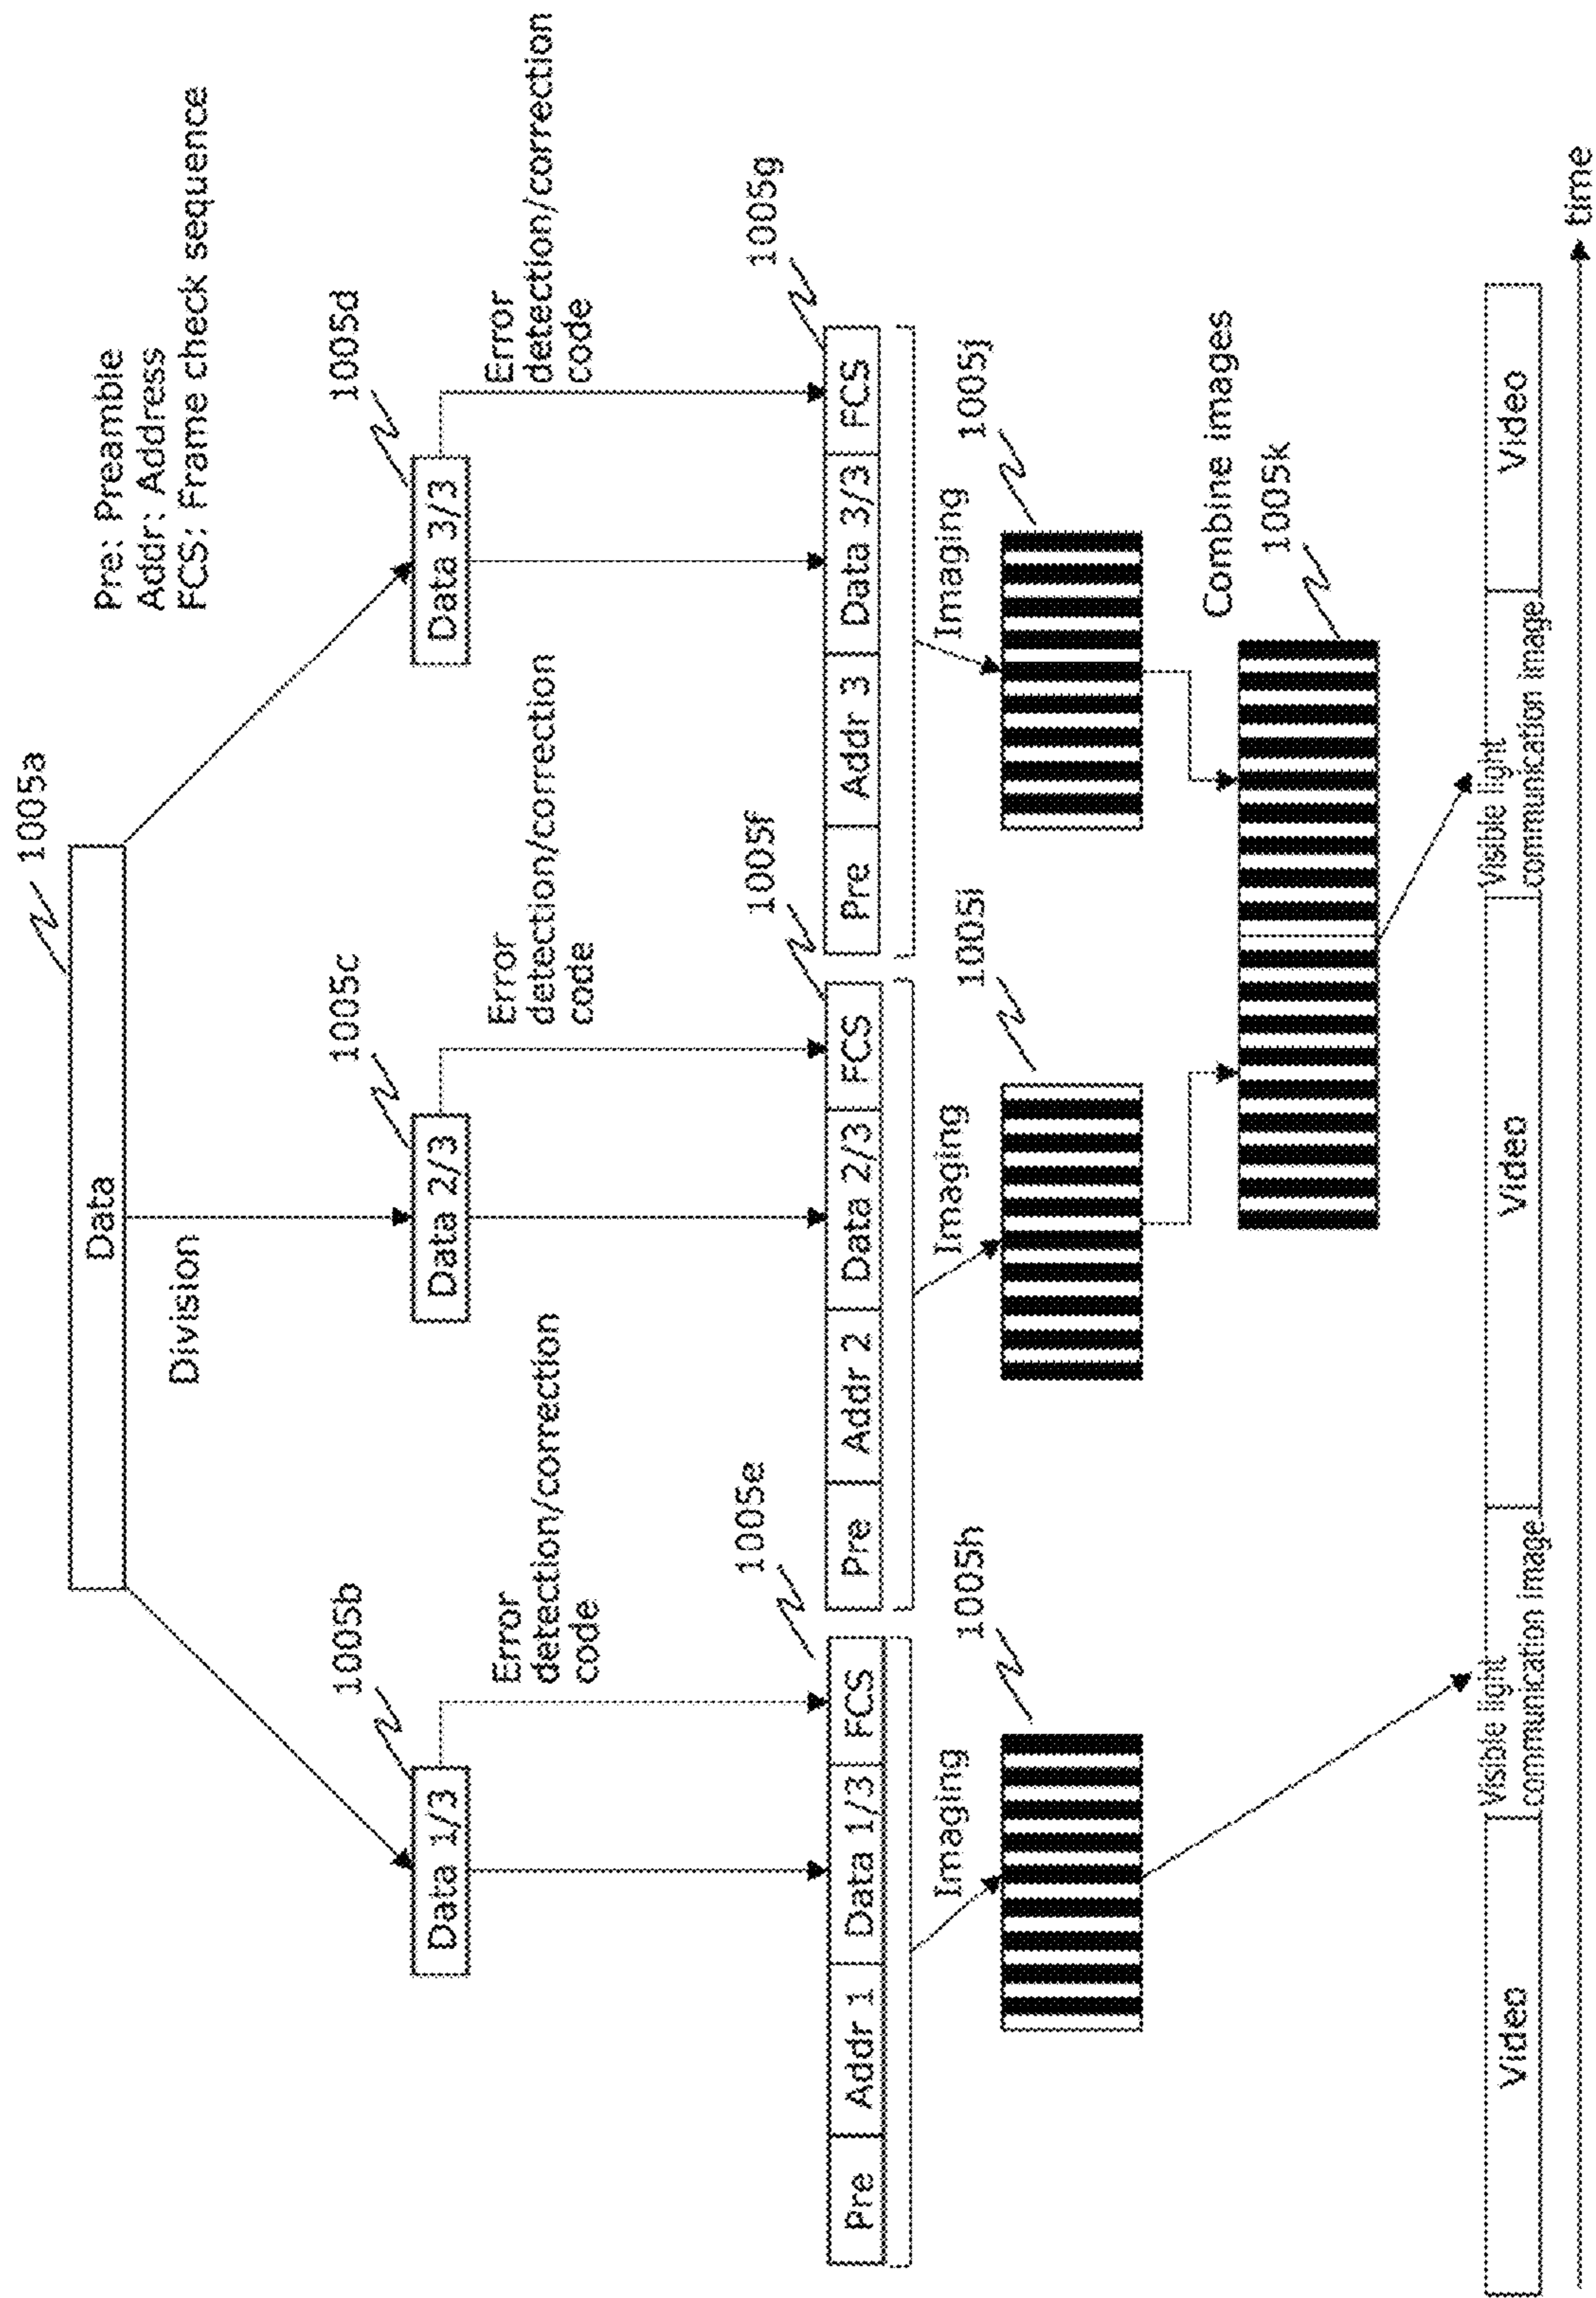 1005a
Data
Pre: Preamble
Addr: Address
FCS: Frame check sequence
Division
1005b
1005c
1005d
Data 1/3
Data 2/3
Data 3/3
Error
detection/correction
code
Error
detection/correction
code
Error
detection/correction
code
1005e
1005f
1005g
Pre Addr 1 Data 1/3 FCS
Pre Addr 2 Data 2/3 FCS
Pre Addr 3 Data 3/3 FCS
Imaging
Imaging
Imaging
1005h
1005i
1005j
Combine images
1005k
Video
Visible light
communication image
Video
Visible light
communication image
Video
time